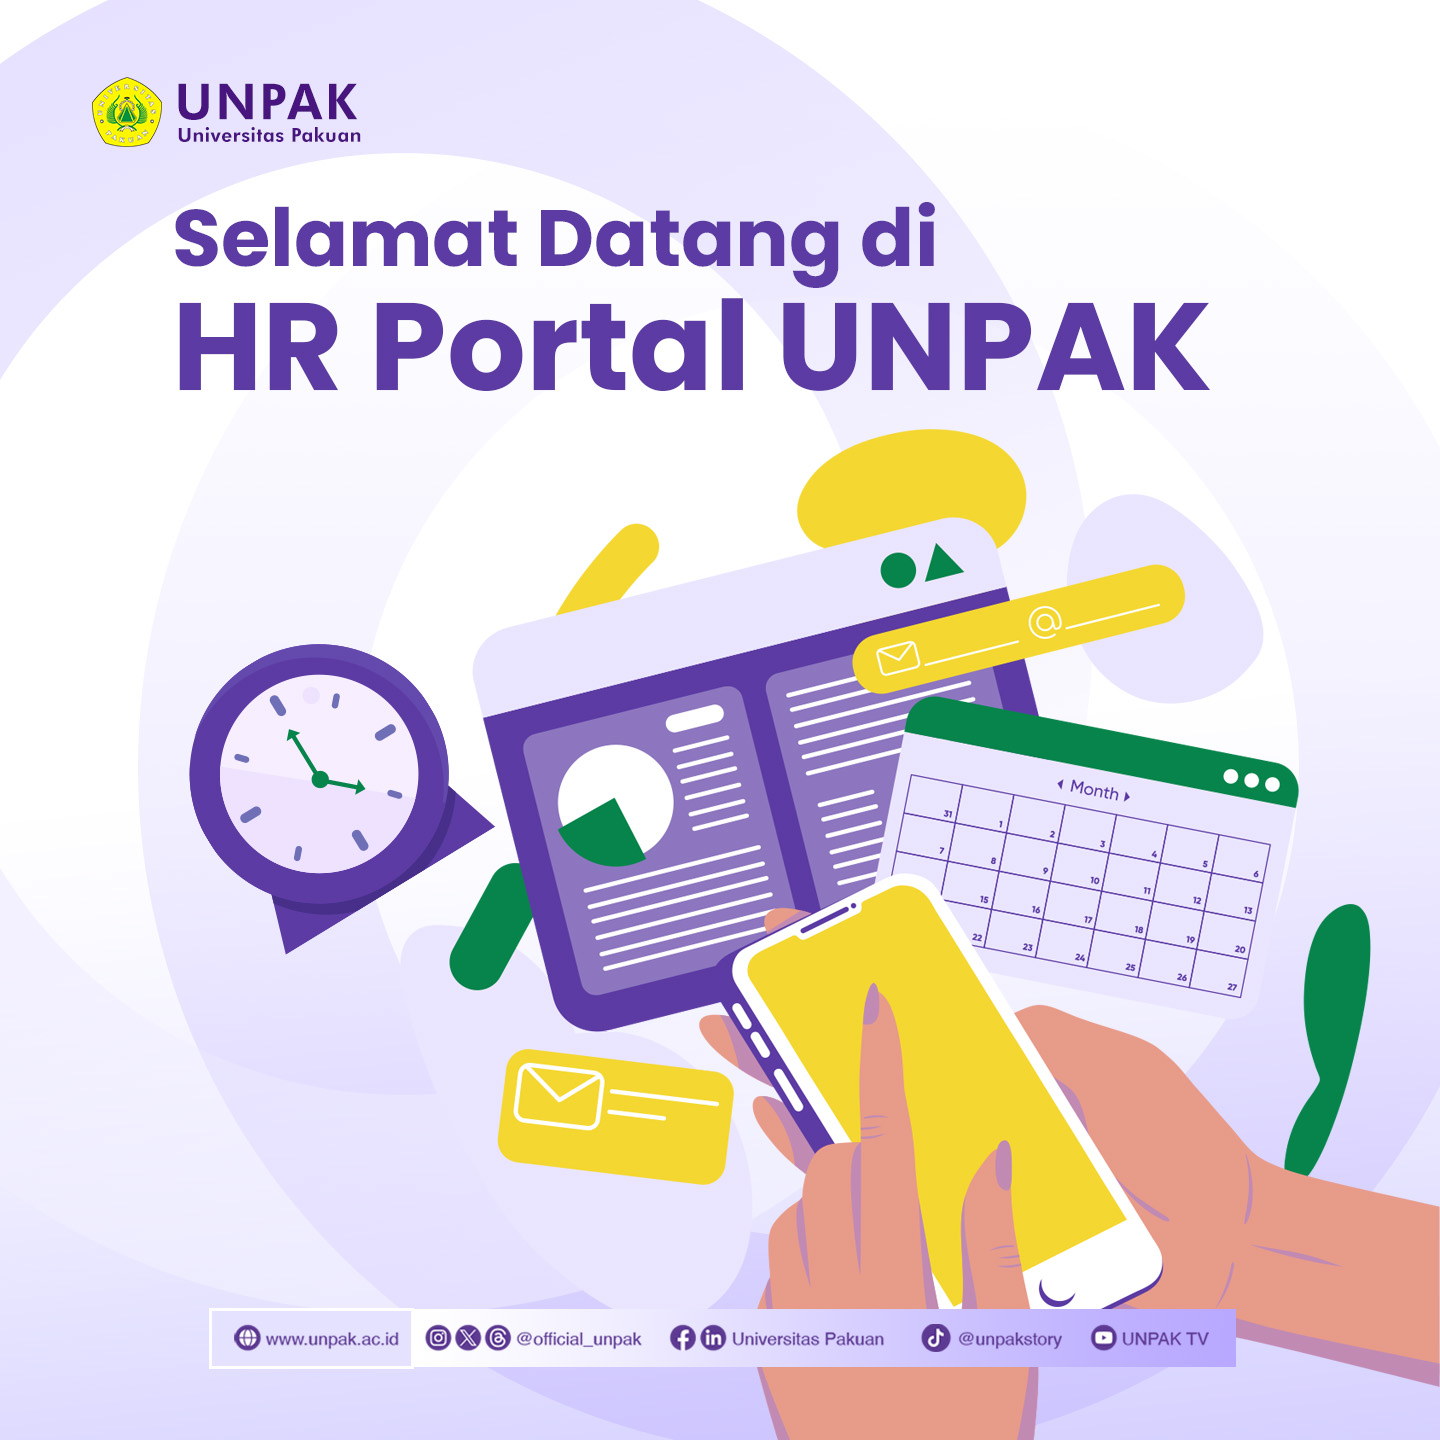 UNPAK
Universitas Pakuan
Selamat Datang di
HR Portal UNPAK
@
Month
31 1 2 3 4 5 6
7 8 9 10 11 12 13
15 16 17 18 19 20
22 23 24 25 26 27
www.unpak.ac.id @official_unpak Universitas Pakuan @unpakstory UNPAK TV